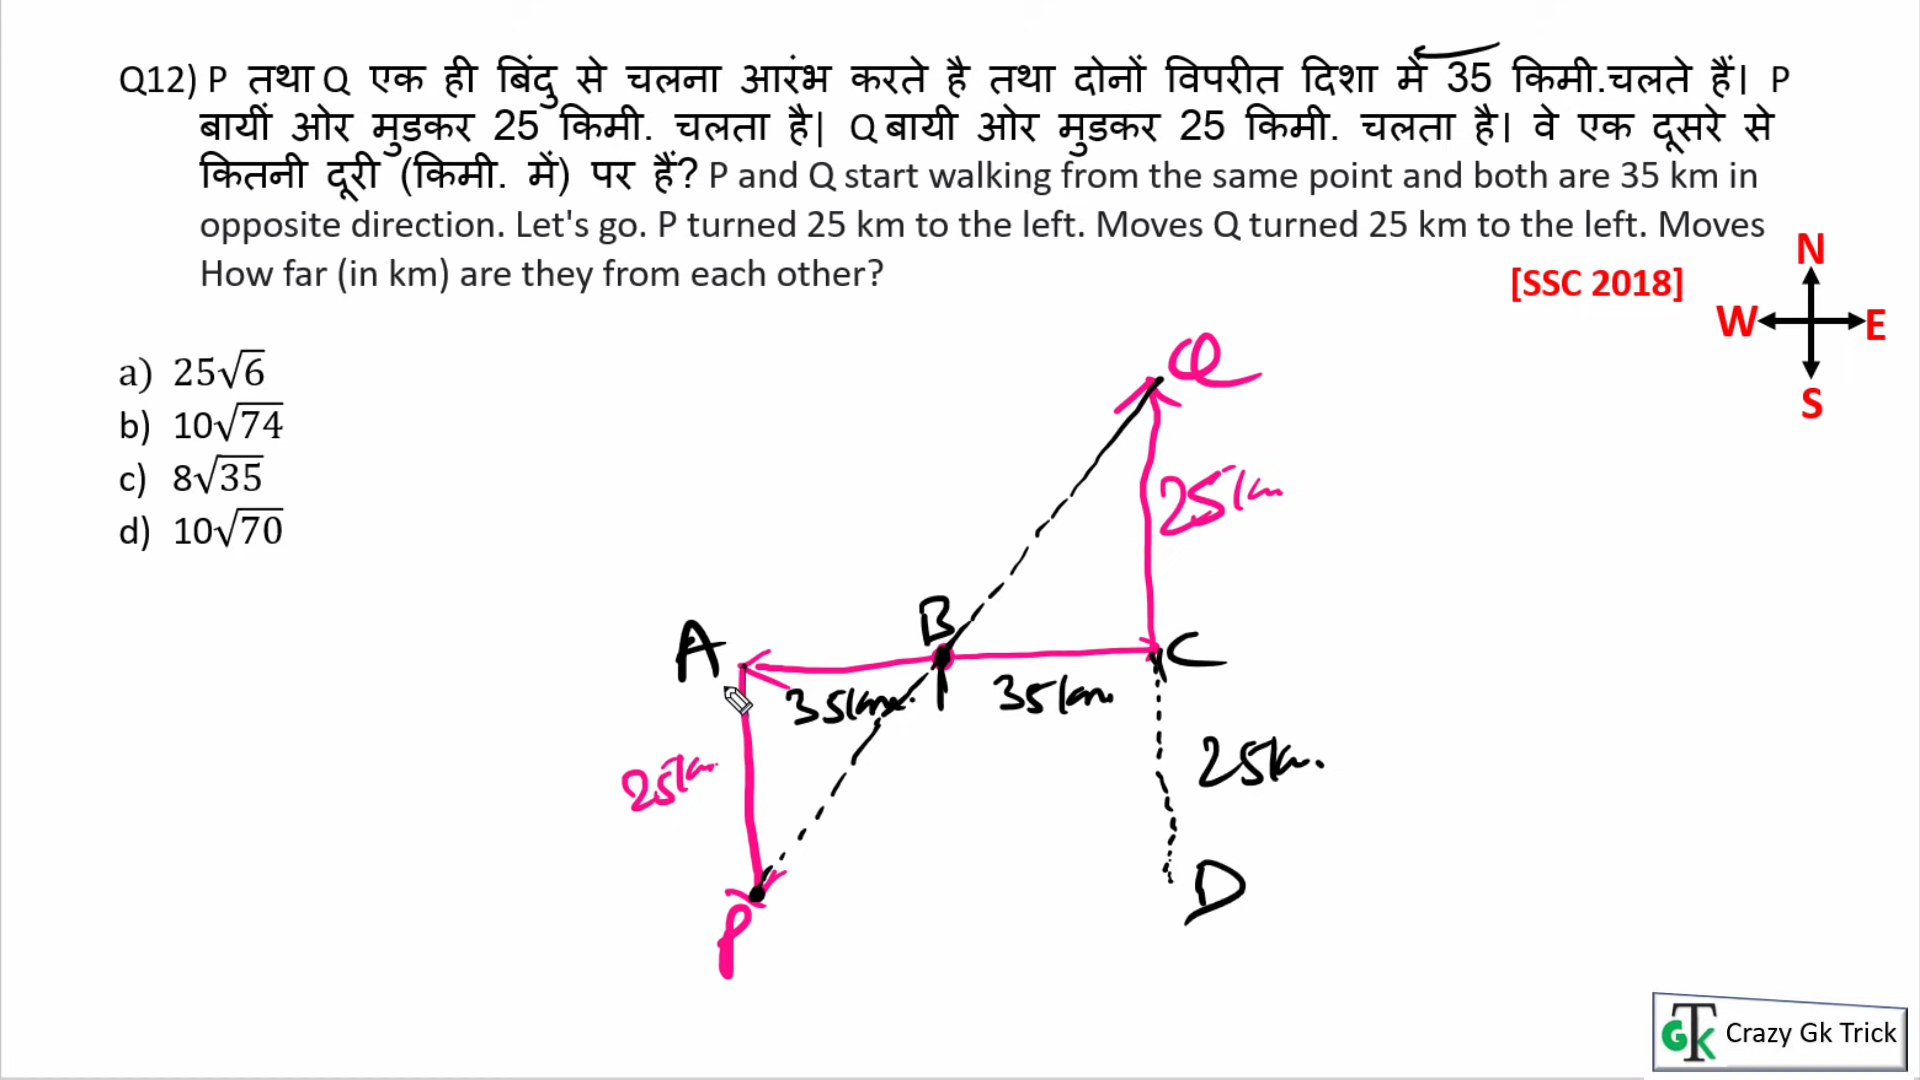 Q12) P तथा Q एक ही बिंदु से चलना आरंभ करते है तथा दोनों विपरीत दिशा में 35 किमी.चलते हैं। P
बायीं ओर मुडकर 25 किमी. चलता है| Q बायी ओर मुडकर 25 किमी. चलता है। वे एक दूसरे से
कितनी दूरी (किमी. में) पर हैं? P and Q start walking from the same point and both are 35 km in
opposite direction. Let's go. P turned 25 km to the left. Moves Q turned 25 km to the left. Moves
How far (in km) are they from each other?
[SSC 2018]
N
W E
S
a) 25√6
b) 10√74
c) 8√35
d) 10√70
Q
25km
A B C
35km. 35km.
25km
25km.
D
P
GTK Crazy Gk Trick